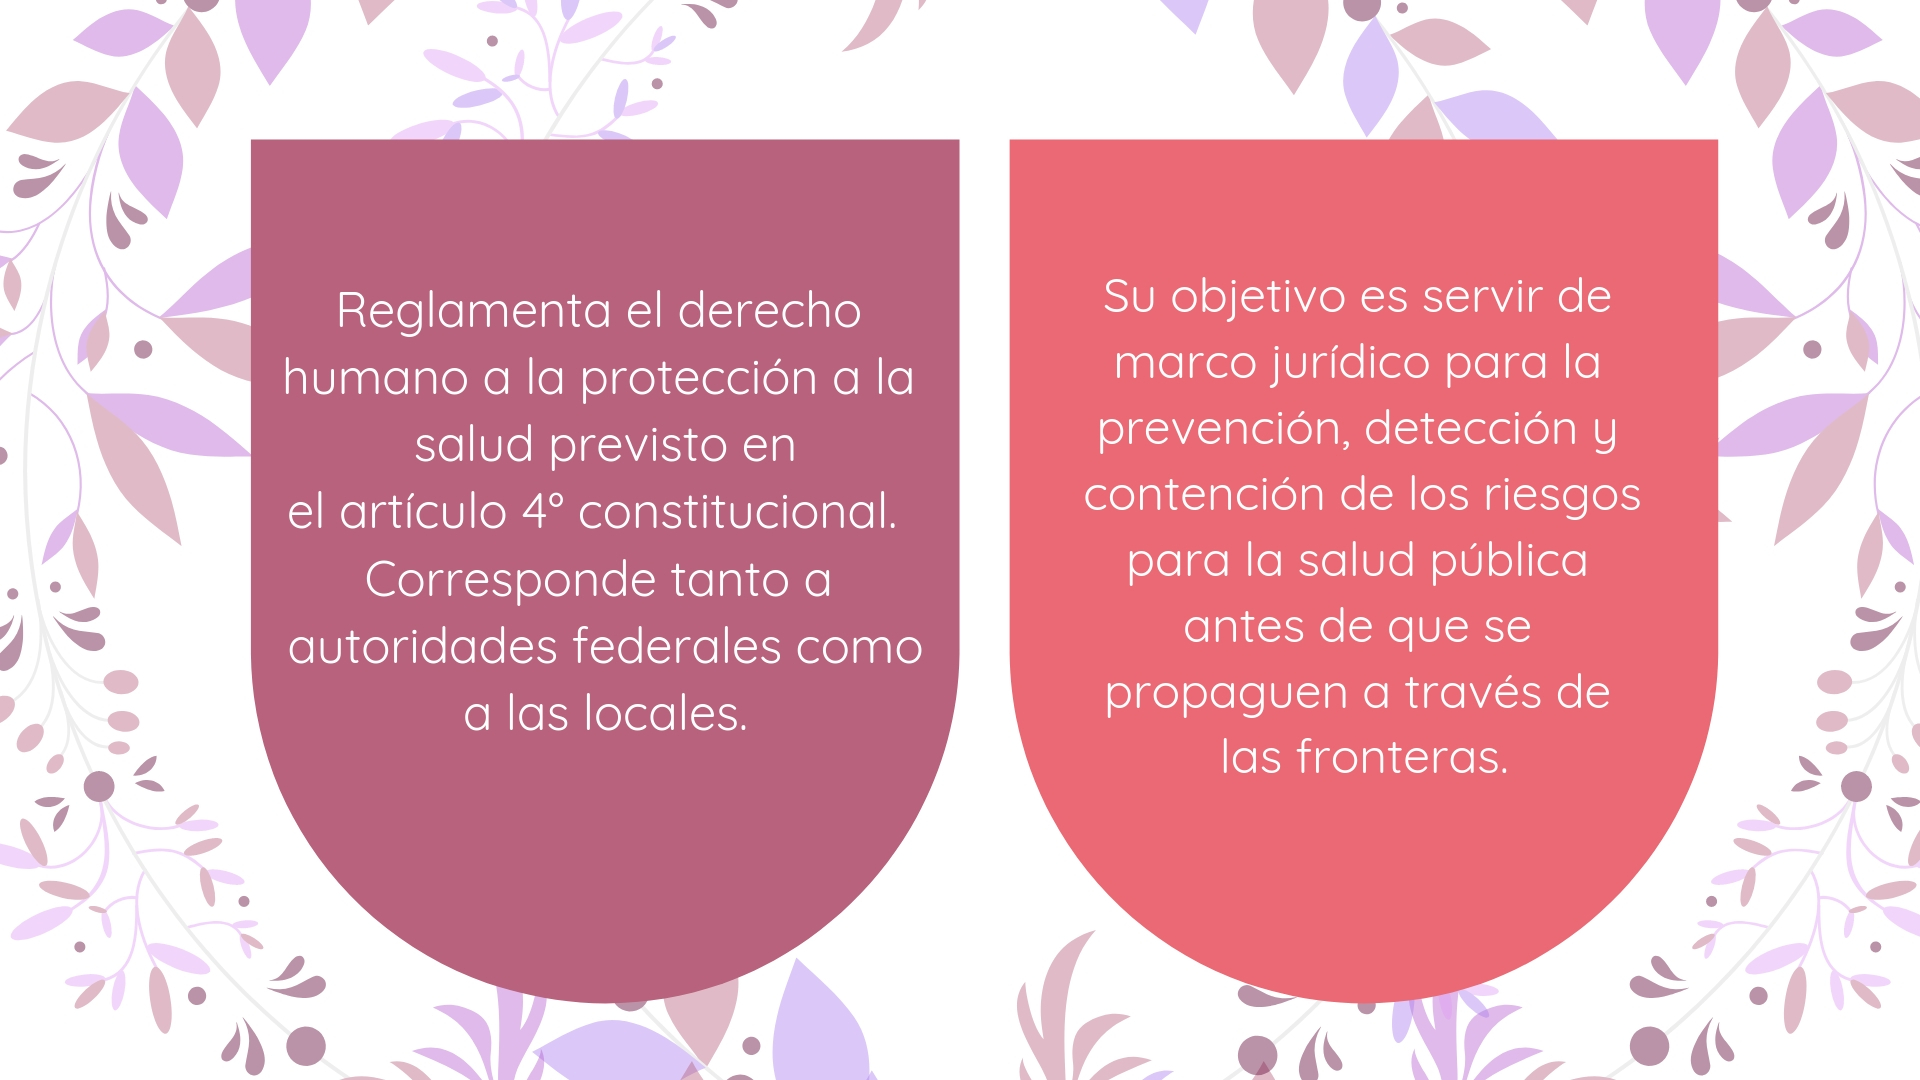 Reglamenta el derecho
humano a la protección a la
salud previsto en
el artículo 4° constitucional.
Corresponde tanto a
autoridades federales como
a las locales.
Su objetivo es servir de
marco jurídico para la
prevención, detección y
contención de los riesgos
para la salud pública
antes de que se
propaguen a través de
las fronteras.